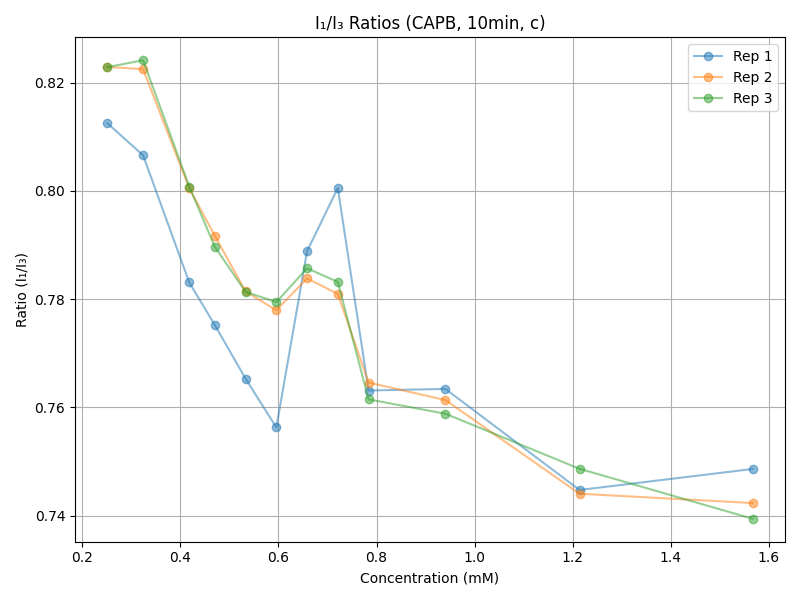 I₁/I₃ Ratios (CAPB, 10min, c)
Rep 1
Rep 2
Rep 3
Ratio (I₁/I₃)
0.82
0.80
0.78
0.76
0.74
0.2 0.4 0.6 0.8 1.0 1.2 1.4 1.6
Concentration (mM)